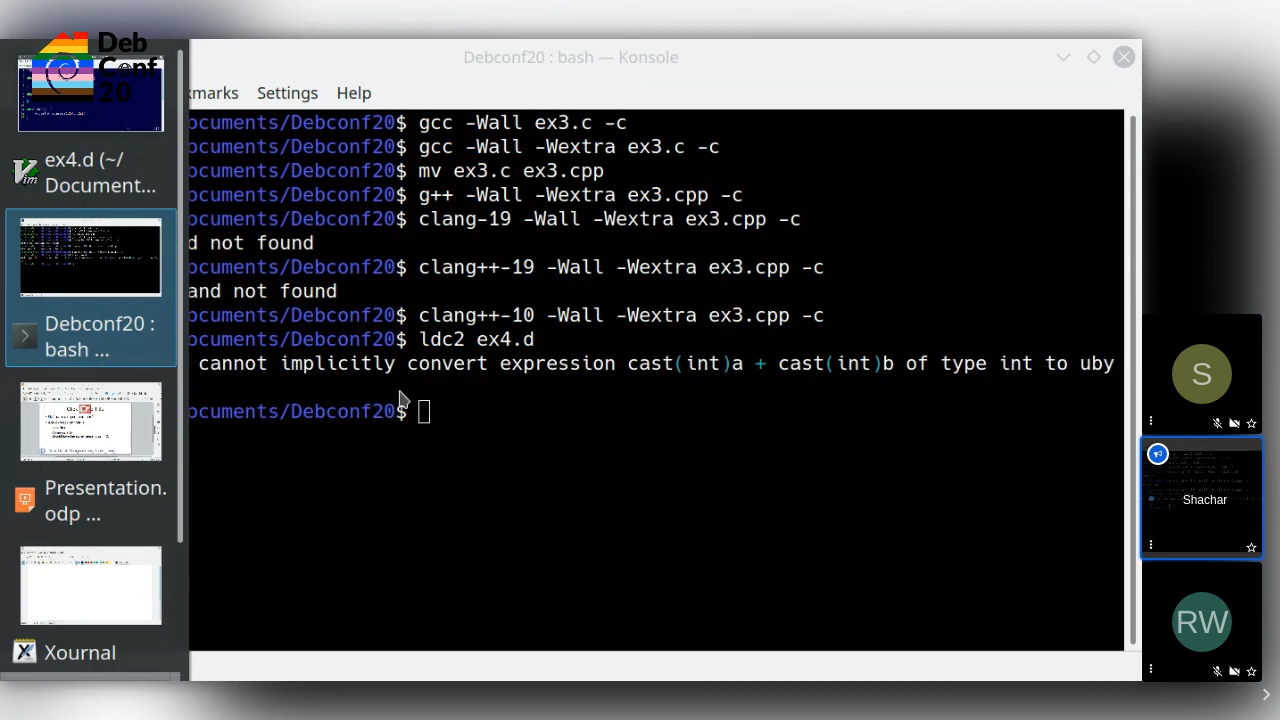 Deb
Conf
20
ex4.d (~/
Document...
Debconf20 :
bash ...
Presentation.
odp ...
Xournal
Debconf20 : bash — Konsole
kmarks Settings Help
ocuments/Debconf20$ gcc -Wall ex3.c -c
ocuments/Debconf20$ gcc -Wall -Wextra ex3.c -c
ocuments/Debconf20$ mv ex3.c ex3.cpp
ocuments/Debconf20$ g++ -Wall -Wextra ex3.cpp -c
ocuments/Debconf20$ clang-19 -Wall -Wextra ex3.cpp -c
d not found
ocuments/Debconf20$ clang++-19 -Wall -Wextra ex3.cpp -c
and not found
ocuments/Debconf20$ clang++-10 -Wall -Wextra ex3.cpp -c
ocuments/Debconf20$ ldc2 ex4.d
cannot implicitly convert expression cast(int)a + cast(int)b of type int to uby
ocuments/Debconf20$
S
Shachar
RW